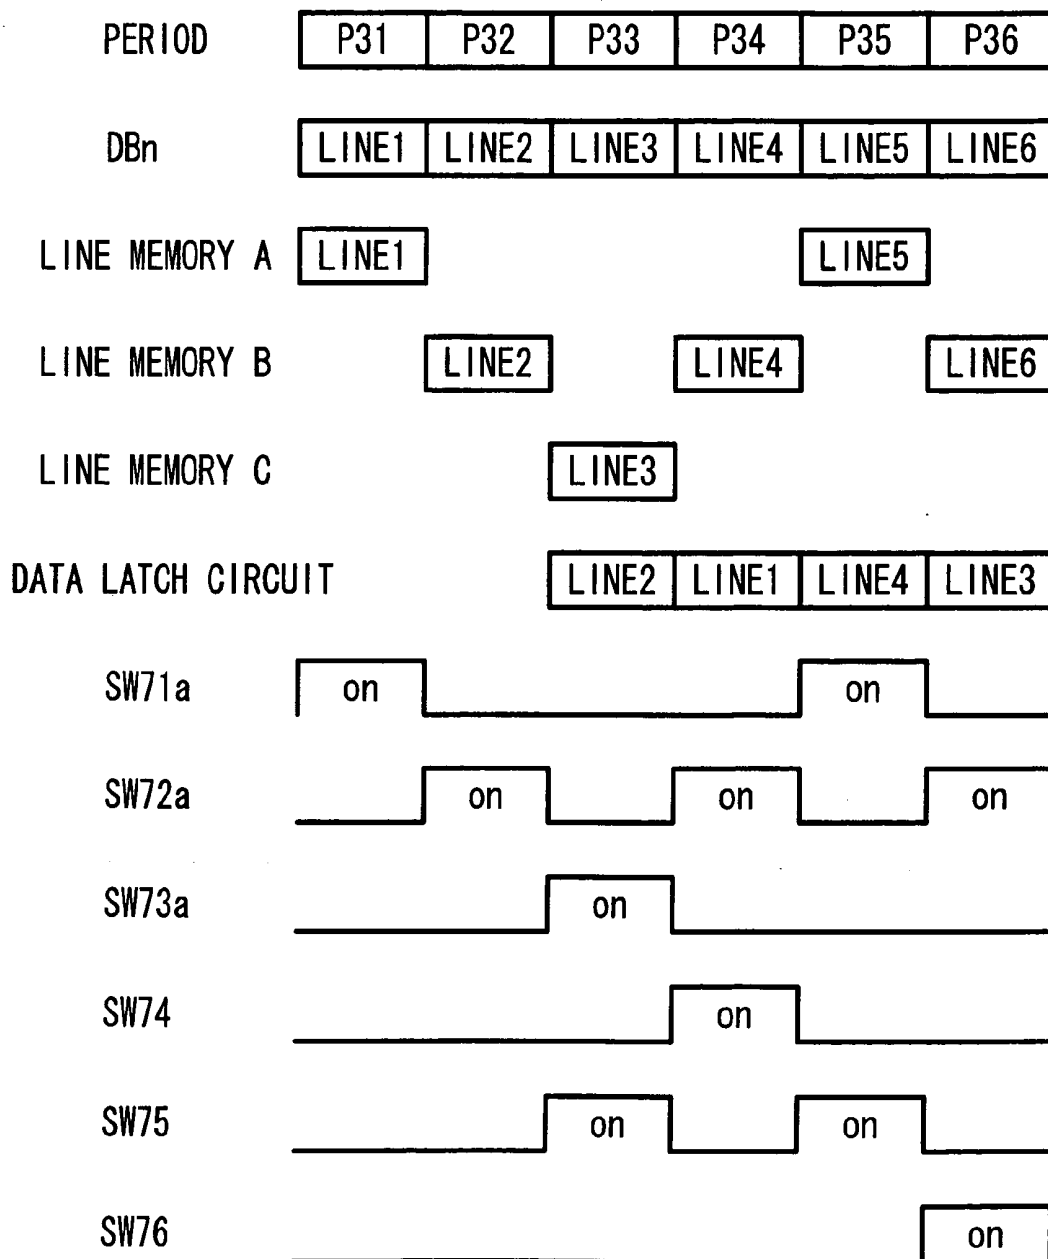 PERIOD P31 P32 P33 P34 P35 P36
DBn LINE1 LINE2 LINE3 LINE4 LINE5 LINE6
LINE MEMORY A LINE1 LINE5
LINE MEMORY B LINE2 LINE4 LINE6
LINE MEMORY C LINE3
DATA LATCH CIRCUIT LINE2 LINE1 LINE4 LINE3
SW71a on on
SW72a on on on
SW73a on
SW74 on
SW75 on on
SW76 on